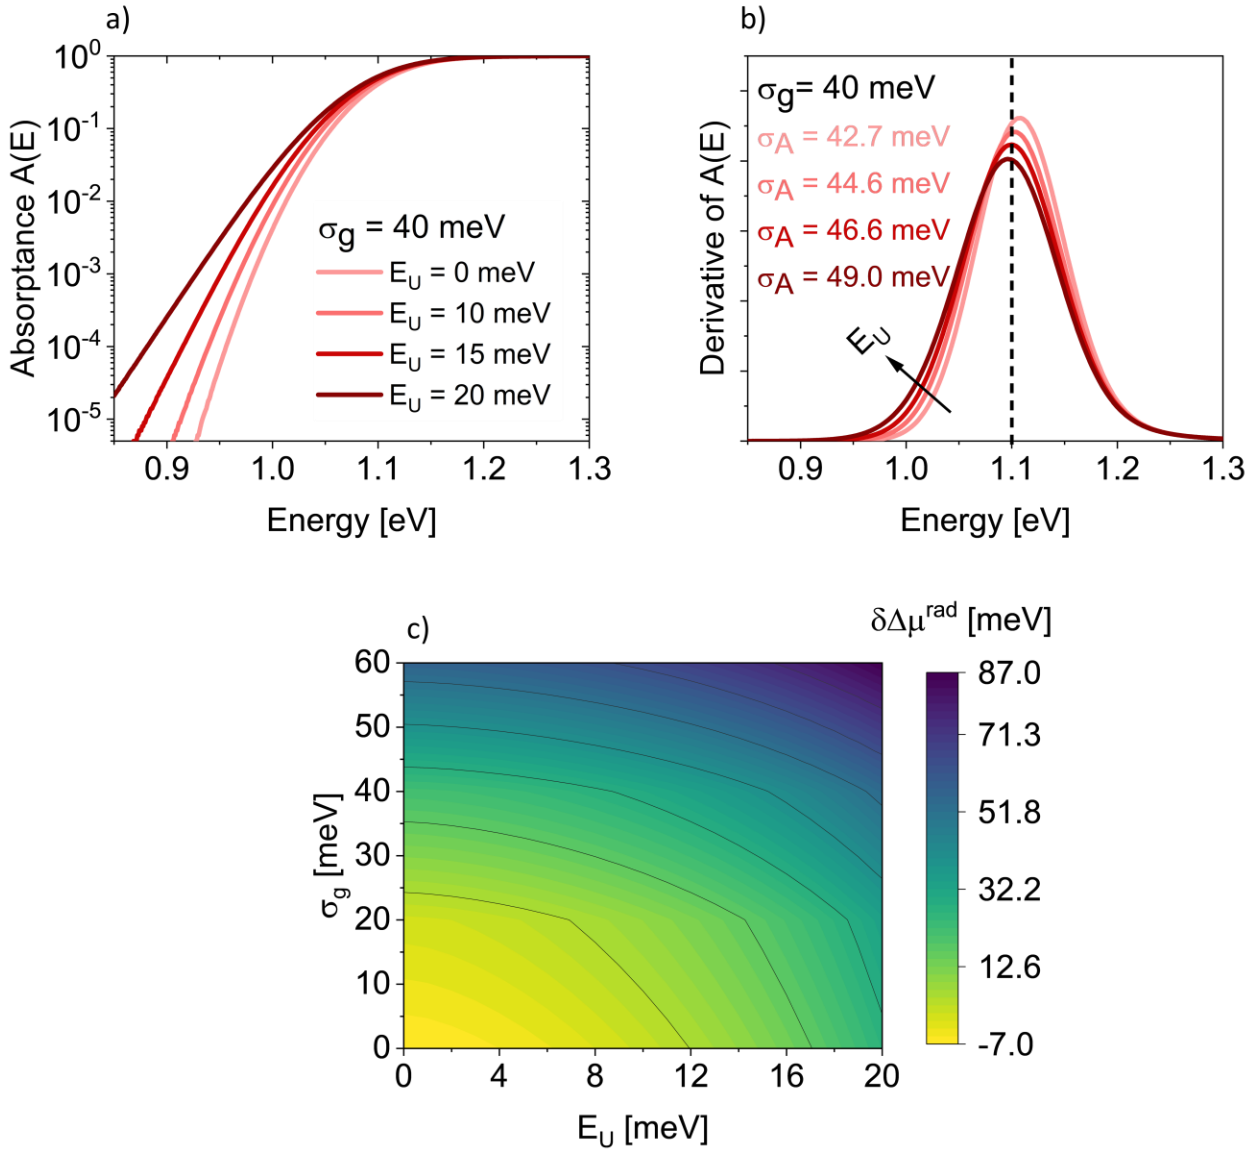 a)
Absorptance A(E)
10⁰
10⁻¹
10⁻²
10⁻³
10⁻⁴
10⁻⁵
σg = 40 meV
EU = 0 meV
EU = 10 meV
EU = 15 meV
EU = 20 meV
0.9 1.0 1.1 1.2 1.3
Energy [eV]
b)
Derivative of A(E)
σg= 40 meV
σA = 42.7 meV
σA = 44.6 meV
σA = 46.6 meV
σA = 49.0 meV
EU
0.9 1.0 1.1 1.2 1.3
Energy [eV]
c)
δΔμʳᵃᵈ [meV]
σg [meV]
60
50
40
30
20
10
0
0 4 8 12 16 20
EU [meV]
87.0
71.3
51.8
32.2
12.6
-7.0